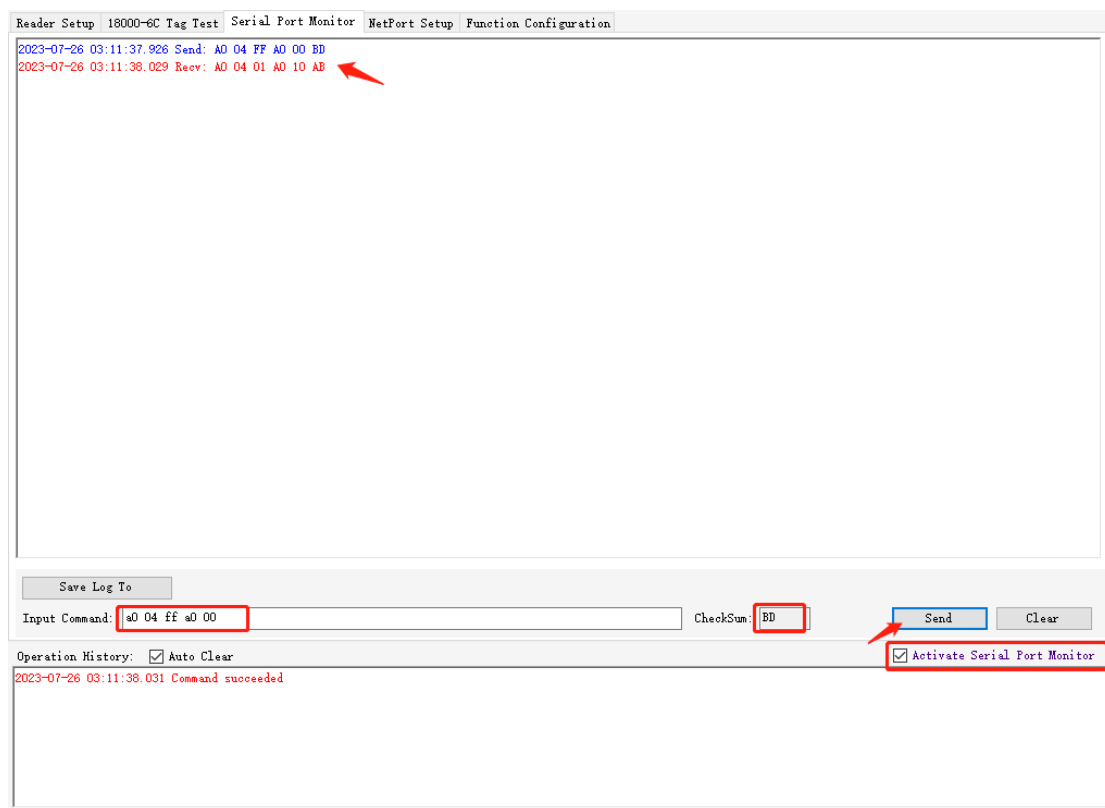 Reader Setup 18000-6C Tag Test Serial Port Monitor NetPort Setup Function Configuration
2023-07-26 03:11:37.926 Send: A0 04 FF A0 00 BD
2023-07-26 03:11:38.029 Recv: A0 04 01 A0 10 AB
Save Log To
Input Command: a0 04 ff a0 00 CheckSum: BD Send Clear
Operation History: Auto Clear Activate Serial Port Monitor
2023-07-26 03:11:38.031 Command succeeded